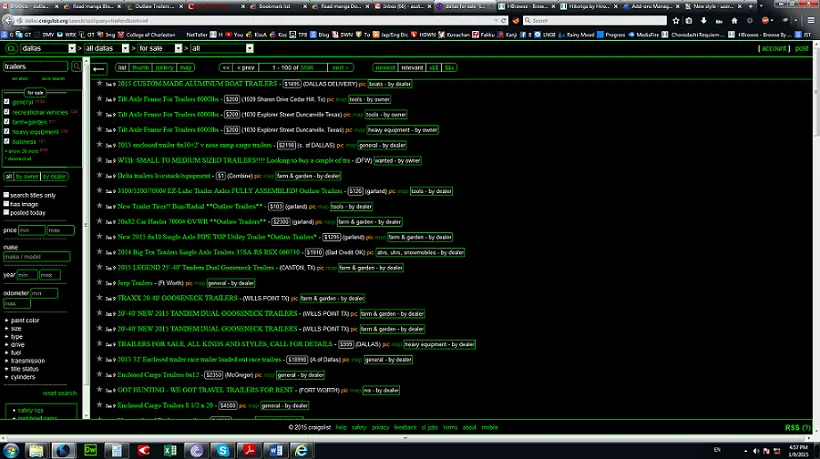 dallas for sale
dallas.craigslist.org/search/sss?query=trailers&sort=rel
Search
CL dallas > all dallas > for sale > all [ account ] post
trailers
list thumb gallery map << < prev 1 - 100 of next > newest relevant
for sale
general
recreational vehicles
farm+garden
heavy equipment
business
all by owner by dealer
search titles only
has image
posted today
price min max
make
make / model
year min max
odometer min
max
+ paint color
+ size
+ type
+ drive
+ fuel
+ transmission
+ title status
+ cylinders
reset search
safety tips
Jan 9 2015 CUSTOM MADE ALUMINUM BOAT TRAILERS - $1495 (DALLAS DELIVERY) pic boats - by dealer
Jan 9 Tilt Axle Frame For Trailers 6000lbs - $200 (1509 Sharon Drive Cedar Hill, Tx) pic map tools - by owner
Jan 9 Tilt Axle Frame For Trailers 6000lbs - $200 (1030 Explorer Street Duncanville, Texas) pic map tools - by owner
Jan 9 Tilt Axle Frame For Trailers 6000lbs - $200 (1030 Explorer Street Duncanville, Texas) pic map heavy equipment - by owner
Jan 9 2015 enclosed trailer 6x10+2' v nose ramp cargo trailers - $2198 (s. of DALLAS) pic map general - by dealer
Jan 9 WTB: SMALL TO MEDIUM SIZED TRAILERS!!!! Looking to buy a couple of tra - (DFW) wanted - by owner
Jan 9 Delta trailers livestock/equipment - $1 (Combine) pic map farm & garden - by dealer
Jan 9 3500/5200/7000# EZ-Lube Trailer Axles FULLY ASSEMBLED! Outlaw Trailers - $126 (garland) pic map tools - by dealer
Jan 9 New Trailer Tires!! Bias/Radial **Outlaw Trailers** - $103 (garland) pic map tools - by dealer
Jan 9 20x82 Car Hauler 7000# GVWR **Outlaw Trailers** - $2300 (garland) pic map farm & garden - by dealer
Jan 9 New 2015 6x10 Single Axle PIPE TOP Utility Trailer *Outlaw Trailers* - $1295 (garland) pic map farm & garden - by dealer
Jan 9 2014 Big Tex Trailers Single Axle Trailers 35SA-RS RSX - $1910 (Bad Credit OK) pic map atvs, utvs, snowmobiles - by dealer
Jan 9 2015 LEGEND 25'-40' Tandem Dual Gooseneck Trailers - (CANTON, TX) pic map farm & garden - by dealer
Jan 9 Jeep Trailers - (Ft Worth) pic map general - by dealer
Jan 9 TRAXX 20-40' GOOSENECK TRAILERS - (WILLS POINT TX) pic map farm & garden - by dealer
Jan 9 20'-40' NEW 2015 TANDEM DUAL GOOSENECK TRAILERS - (WILLS POINT TX) pic map farm & garden - by dealer
Jan 9 20'-40' NEW 2015 TANDEM DUAL GOOSENECK TRAILERS - (WILLS POINT TX) pic map farm & garden - by dealer
Jan 9 TRAILERS FOR SALE, ALL KINDS AND STYLES, CALL FOR DETAILS - $999 (DALLAS) pic map heavy equipment - by dealer
Jan 9 2015 32' Enclosed trailer race trailer loaded out race trailers - $10998 (A of Dallas) pic map general - by dealer
Jan 9 Enclosed Cargo Trailers 6x12' - $2350 (McGregor) pic map general - by dealer
Jan 9 GOT HUNTING - WE GOT TRAVEL TRAILERS FOR RENT - (FORT WORTH) pic map rvs - by dealer
Jan 9 Enclosed Cargo Trailers 8 1/2 x 20 - $4500 pic map general - by dealer
© 2015 craigslist help safety privacy feedback cl jobs terms about mobile RSS (?)
EN 4:57 PM
1/9/2015